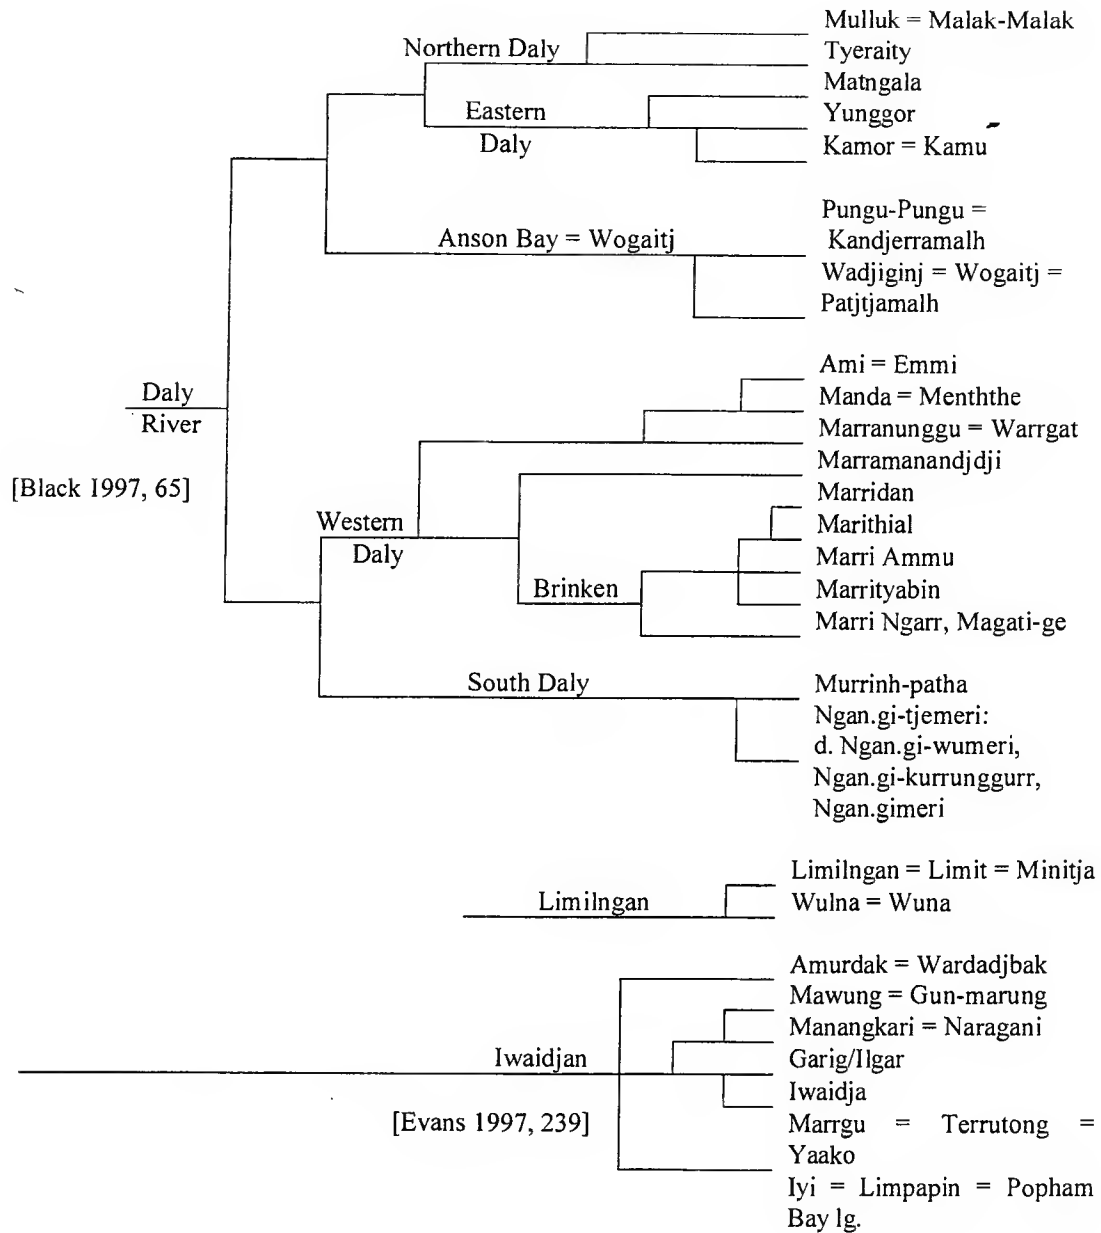 Mulluk = Malak-Malak
Northern Daly
Tyeraity
Matngala
Eastern
Daly
Yunggor
Kamor = Kamu
Pungu-Pungu =
Kandjerramalh
Anson Bay = Wogaitj
Wadjiginj = Wogaitj =
Patjtjamalh
Ami = Emmi
Daly
River
Manda = Menththe
Marranunggu = Warrgat
Marramanandjdji
[Black 1997, 65]
Marridan
Western
Daly
Marithial
Marri Ammu
Brinken
Marrityabin
Marri Ngarr, Magati-ge
South Daly
Murrinh-patha
Ngan.gi-tjemeri:
d. Ngan.gi-wumeri,
Ngan.gi-kurrunggurr,
Ngan.gimeri
Limilngan = Limit = Minitja
Limilngan
Wulna = Wuna
Amurdak = Wardadjbak
Mawung = Gun-marung
Manangkari = Naragani
Iwaidjan
Garig/Ilgar
Iwaidja
[Evans 1997, 239]
Marrgu = Terrutong =
Yaako
Iyi = Limpapin = Popham
Bay lg.